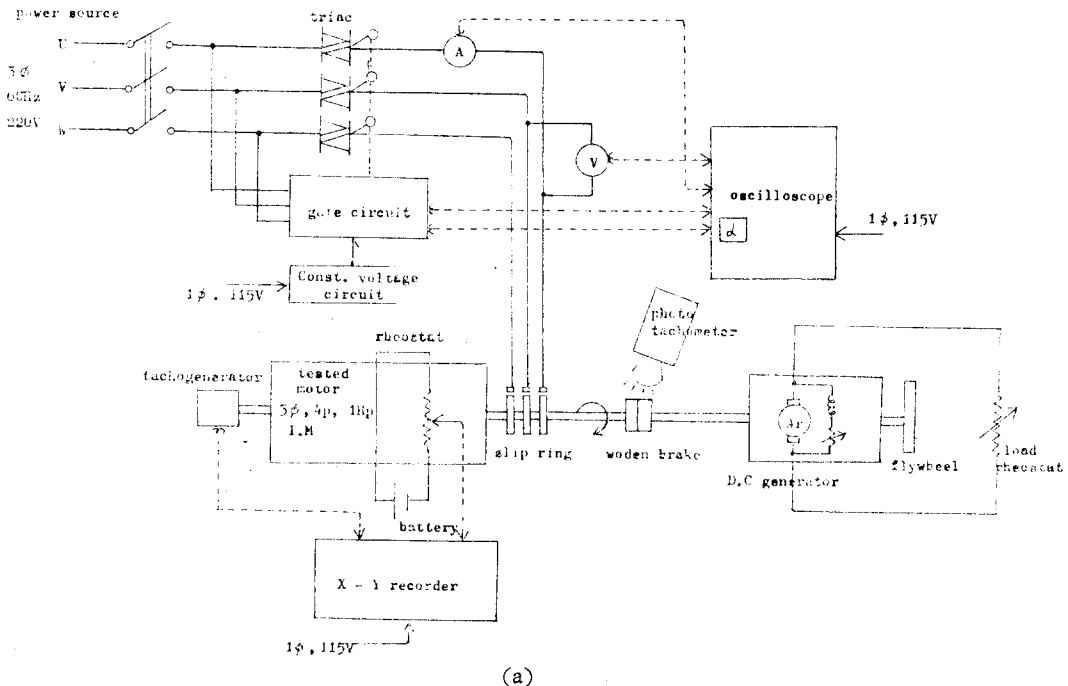 power source
triac
U
A
3ϕ
V
60Hz
220V
W
V
oscilloscope
gate circuit
α
1ϕ, 115V
Const. voltage
circuit
1ϕ, 115V
photo
tachometer
rheostat
tachogenerator
tested
motor
3ϕ, 4p, 1Hp
I.M
Ar
slip ring
woden brake
flywheel
load
rheostat
D.C generator
battery
X - Y recorder
1ϕ, 115V
(a)